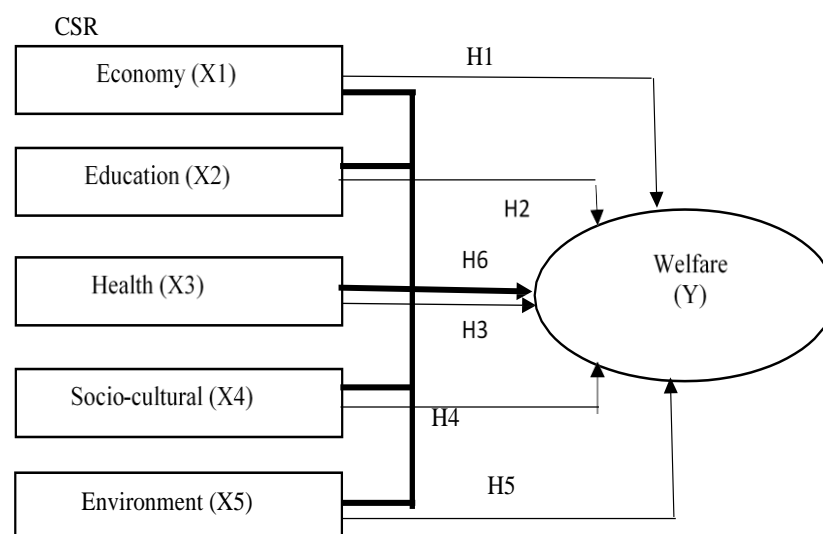 CSR
Economy (X1)
H1
Education (X2)
H2
Health (X3)
H6
H3
Welfare
(Y)
Socio-cultural (X4)
H4
Environment (X5)
H5